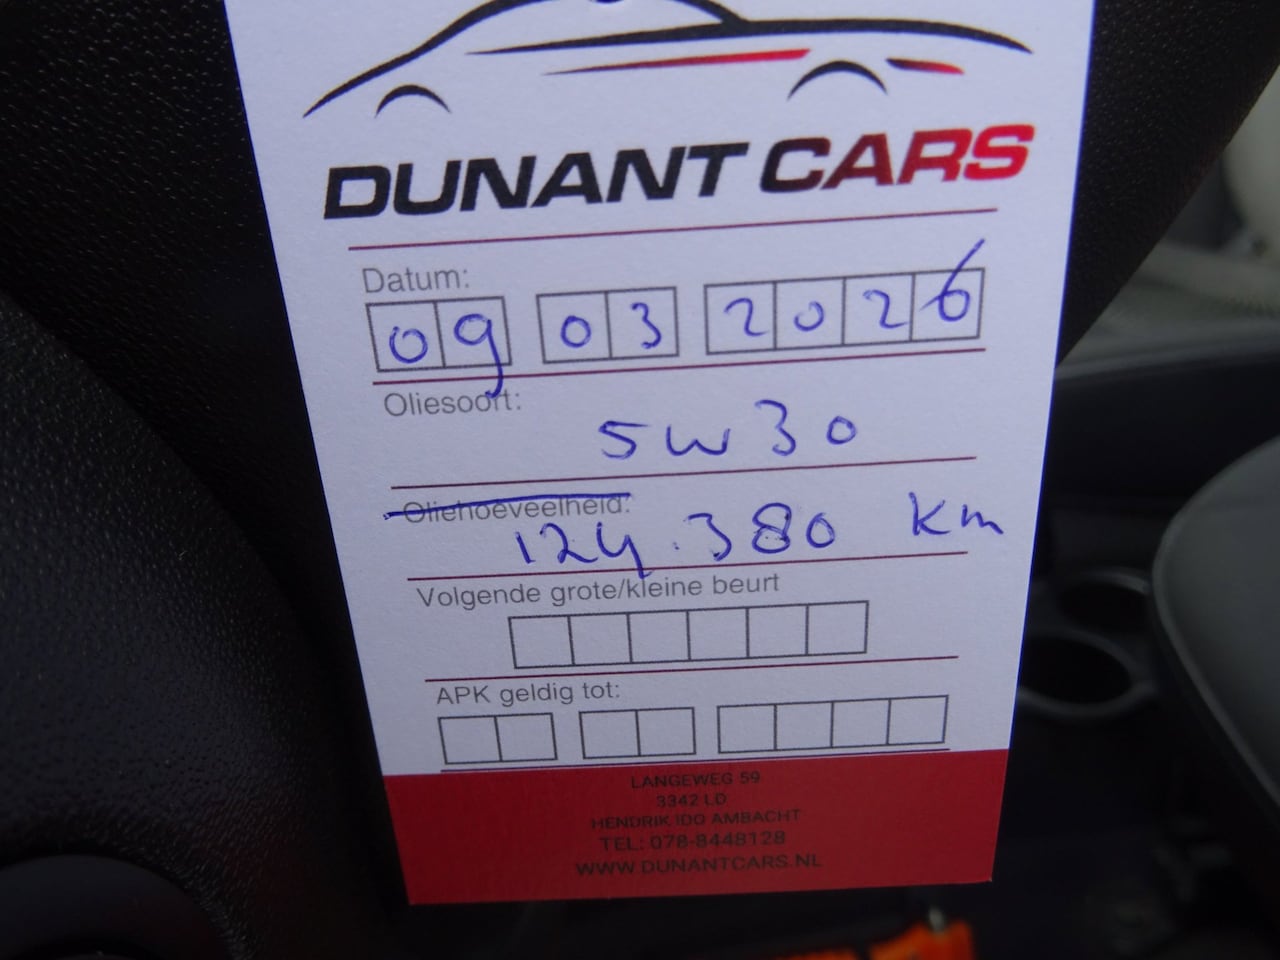 DUNANT CARS
Datum:
09 03 2026
Oliesoort:
5W30
Oliehoeveelheid:
124.380 km
Volgende grote/kleine beurt
APK geldig tot:
LANGEWEG 59
3342 LD
HENDRIK IDO AMBACHT
TEL: 078-8448128
WWW.DUNANTCARS.NL